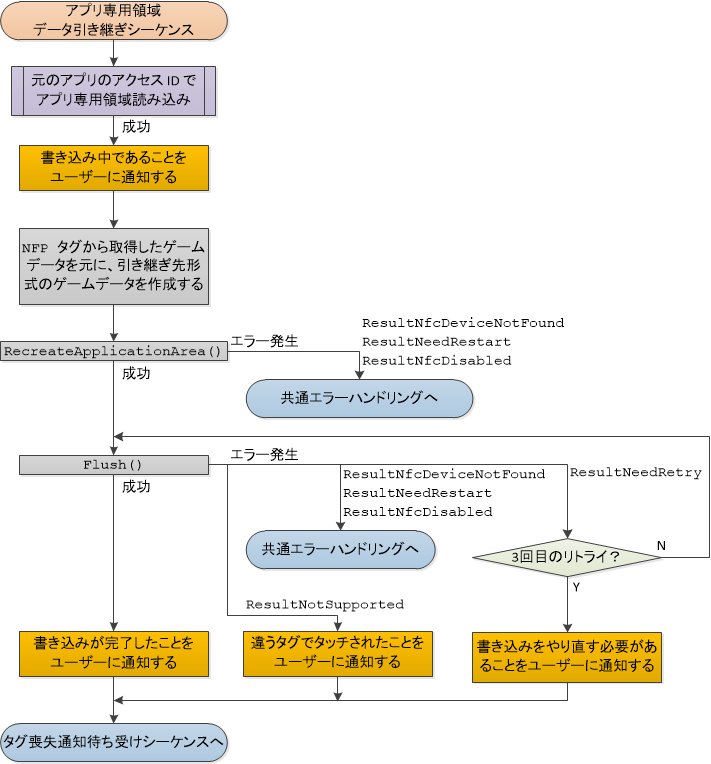 アプリ専用領域
データ引き継ぎシーケンス
元のアプリのアクセス ID で
アプリ専用領域読み込み
成功
書き込み中であることを
ユーザーに通知する
NFP タグから取得したゲーム
データを元に、引き継ぎ先形
式のゲームデータを作成する
RecreateApplicationArea()
エラー発生
ResultNfcDeviceNotFound
ResultNeedRestart
ResultNfcDisabled
成功
共通エラーハンドリングへ
Flush()
エラー発生
ResultNfcDeviceNotFound
ResultNeedRestart
ResultNfcDisabled
ResultNeedRetry
成功
共通エラーハンドリングへ
3回目のリトライ？
N
Y
ResultNotSupported
書き込みが完了したことを
ユーザーに通知する
違うタグでタッチされたことを
ユーザーに通知する
書き込みをやり直す必要があ
ることをユーザーに通知する
タグ喪失通知待ち受けシーケンスへ